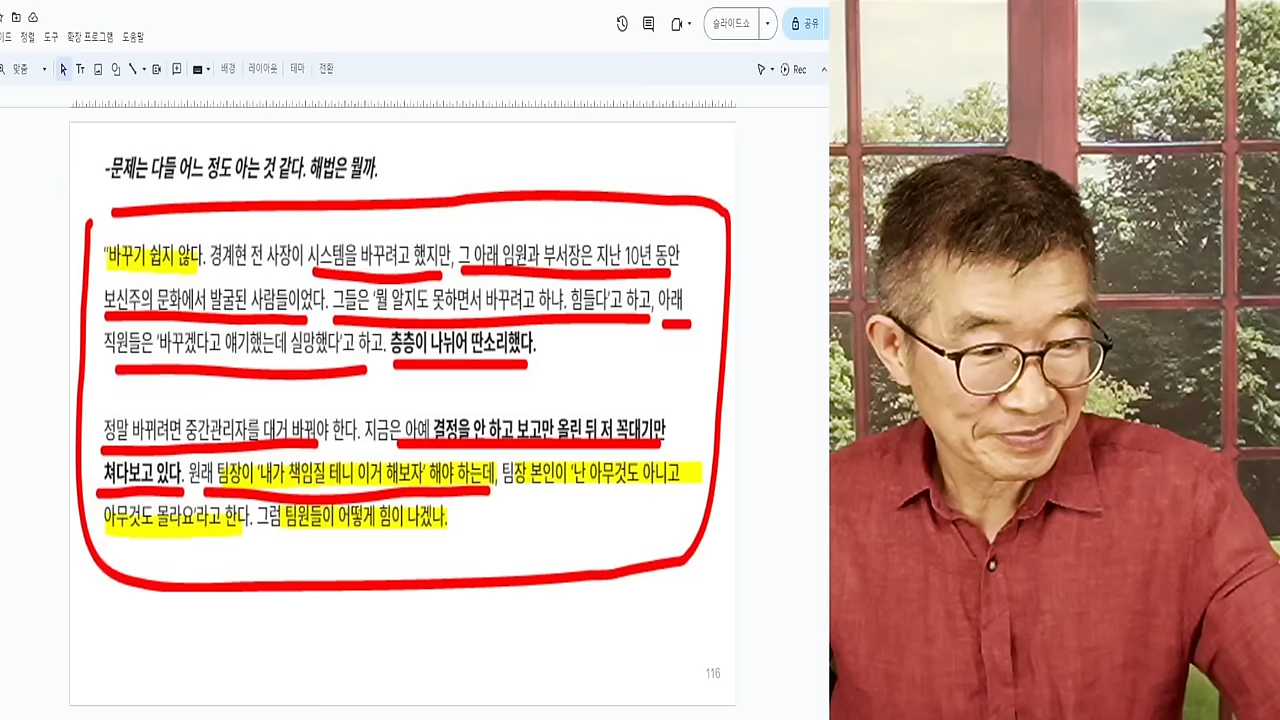 이드 정렬 도구 확장 프로그램 도움말
슬라이드쇼
공유
맞춤
배경 레이아웃 테마 전환
Rec
-문제는 다들 어느 정도 아는 것 같다. 해법은 뭘까.
“바꾸기 쉽지 않다. 경계현 전 사장이 시스템을 바꾸려고 했지만, 그 아래 임원과 부서장은 지난 10년 동안
보신주의 문화에서 발굴된 사람들이었다. 그들은 ‘뭘 알지도 못하면서 바꾸려고 하냐. 힘들다’고 하고, 아래
직원들은 ‘바꾸겠다고 얘기했는데 실망했다’고 하고. 층층이 나뉘어 딴소리했다.
정말 바뀌려면 중간관리자를 대거 바꿔야 한다. 지금은 아예 결정을 안 하고 보고만 올린 뒤 저 꼭대기만
쳐다보고 있다. 원래 팀장이 ‘내가 책임질 테니 이거 해보자’ 해야 하는데, 팀장 본인이 ‘난 아무것도 아니고
아무것도 몰라요’라고 한다. 그럼 팀원들이 어떻게 힘이 나겠나.
116